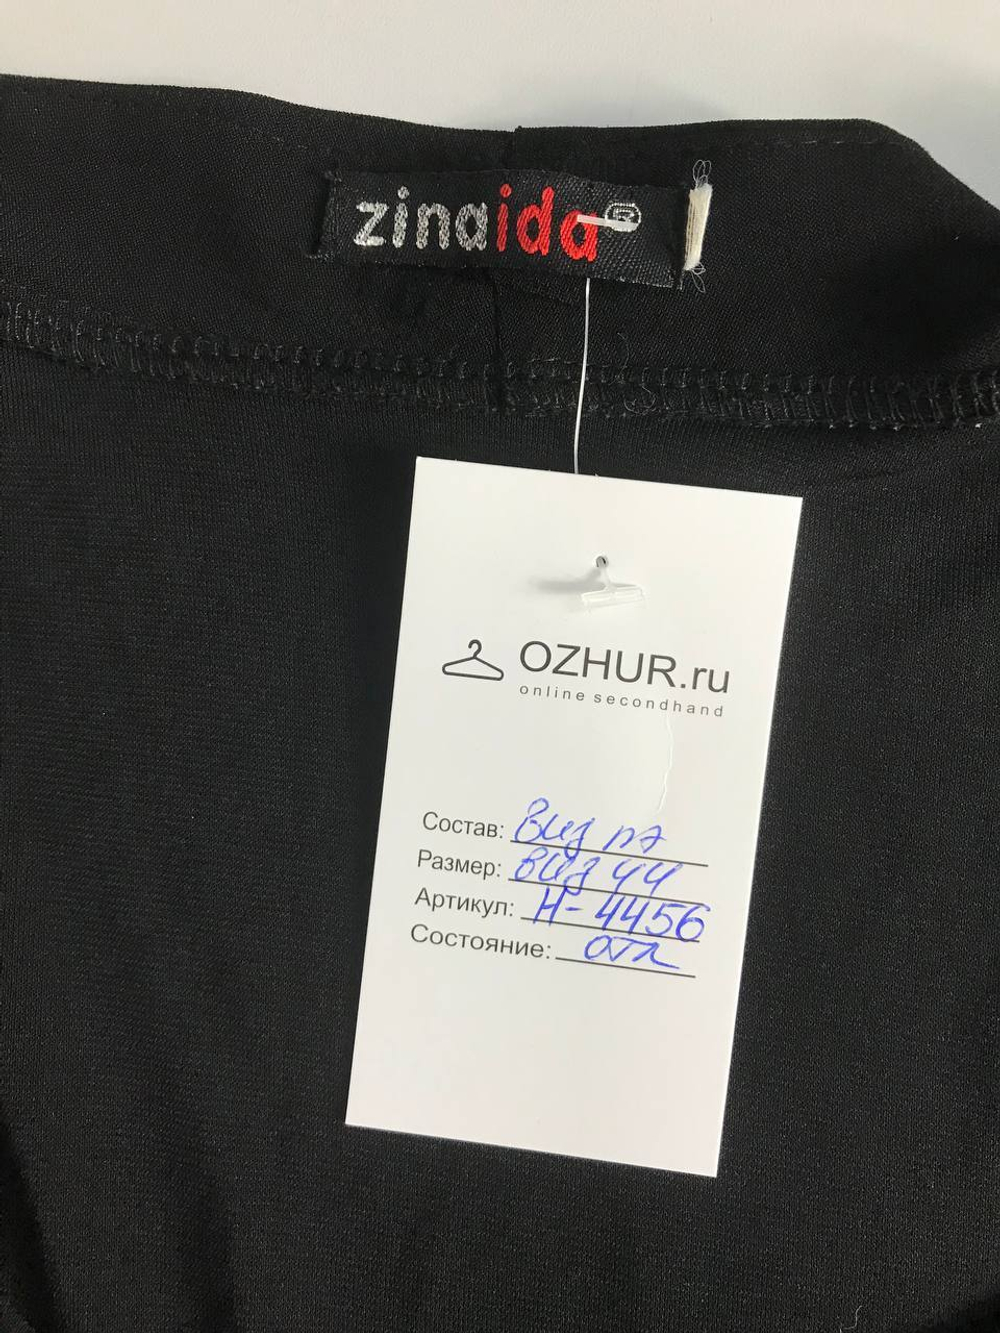 zinaida ®
OZHUR.ru
online secondhand
Состав: Виз пэ
Размер: виз 44
Артикул: Н-4456
Состояние: отл